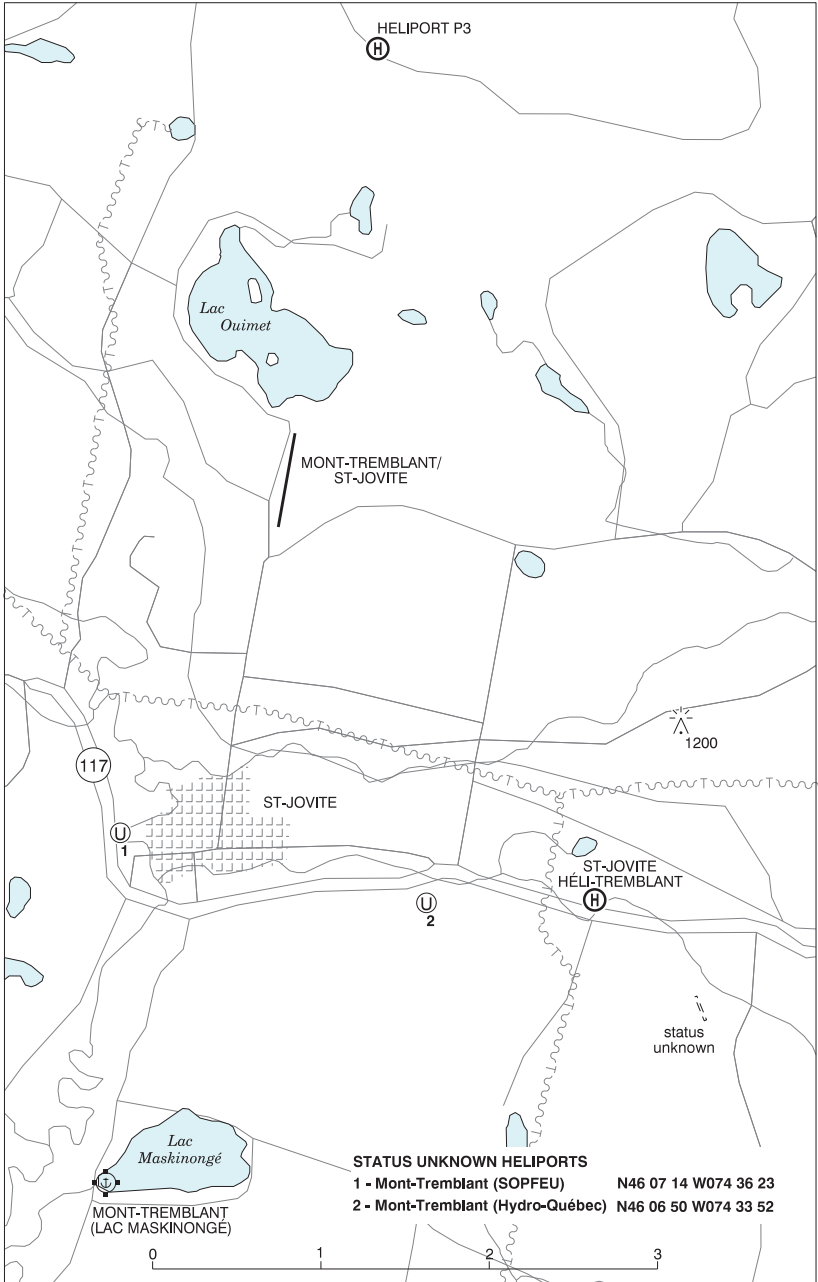 HELIPORT P3
H
Lac
Ouimet
MONT-TREMBLANT/
ST-JOVITE
1200
117
ST-JOVITE
U
1
ST-JOVITE
HÉLI-TREMBLANT
H
U
2
status
unknown
Lac
Maskinongé
MONT-TREMBLANT
(LAC MASKINONGÉ)
STATUS UNKNOWN HELIPORTS
1 - Mont-Tremblant (SOPFEU) N46 07 14 W074 36 23
2 - Mont-Tremblant (Hydro-Québec) N46 06 50 W074 33 52
0 1 2 3